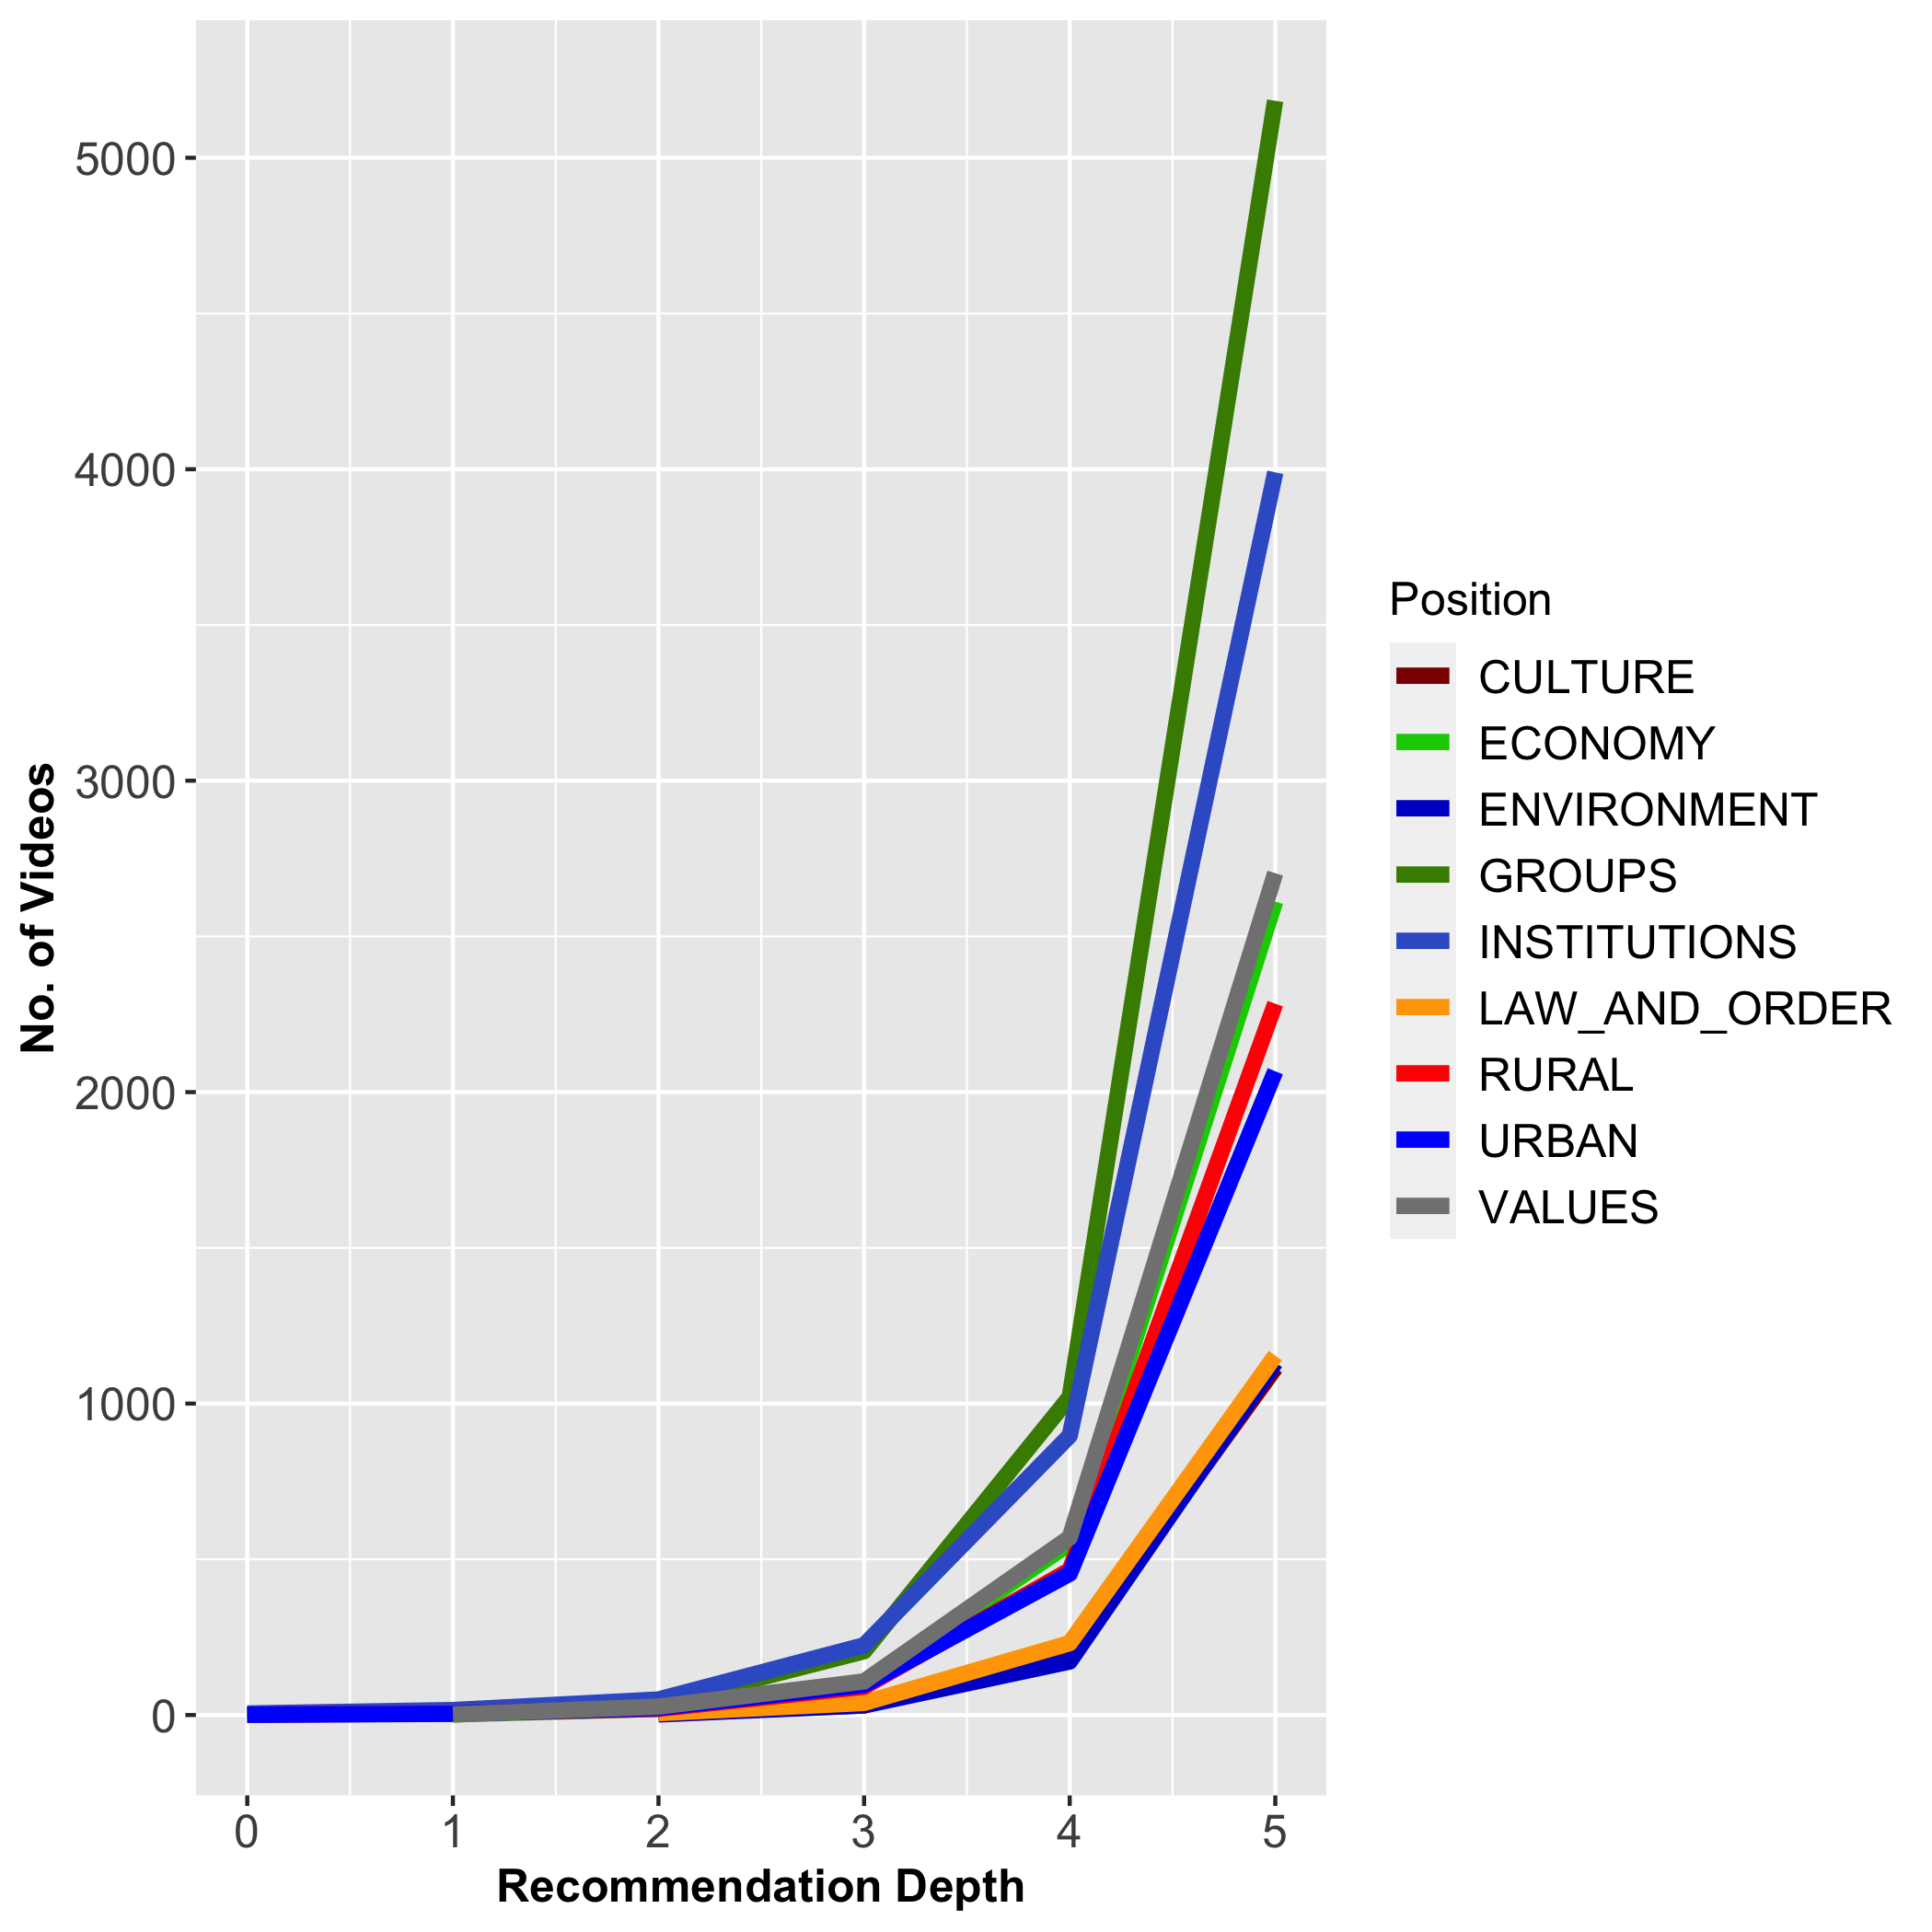 No. of Videos
5000
4000
3000
2000
1000
0
0 1 2 3 4 5
Recommendation Depth
Position
CULTURE
ECONOMY
ENVIRONMENT
GROUPS
INSTITUTIONS
LAW_AND_ORDER
RURAL
URBAN
VALUES